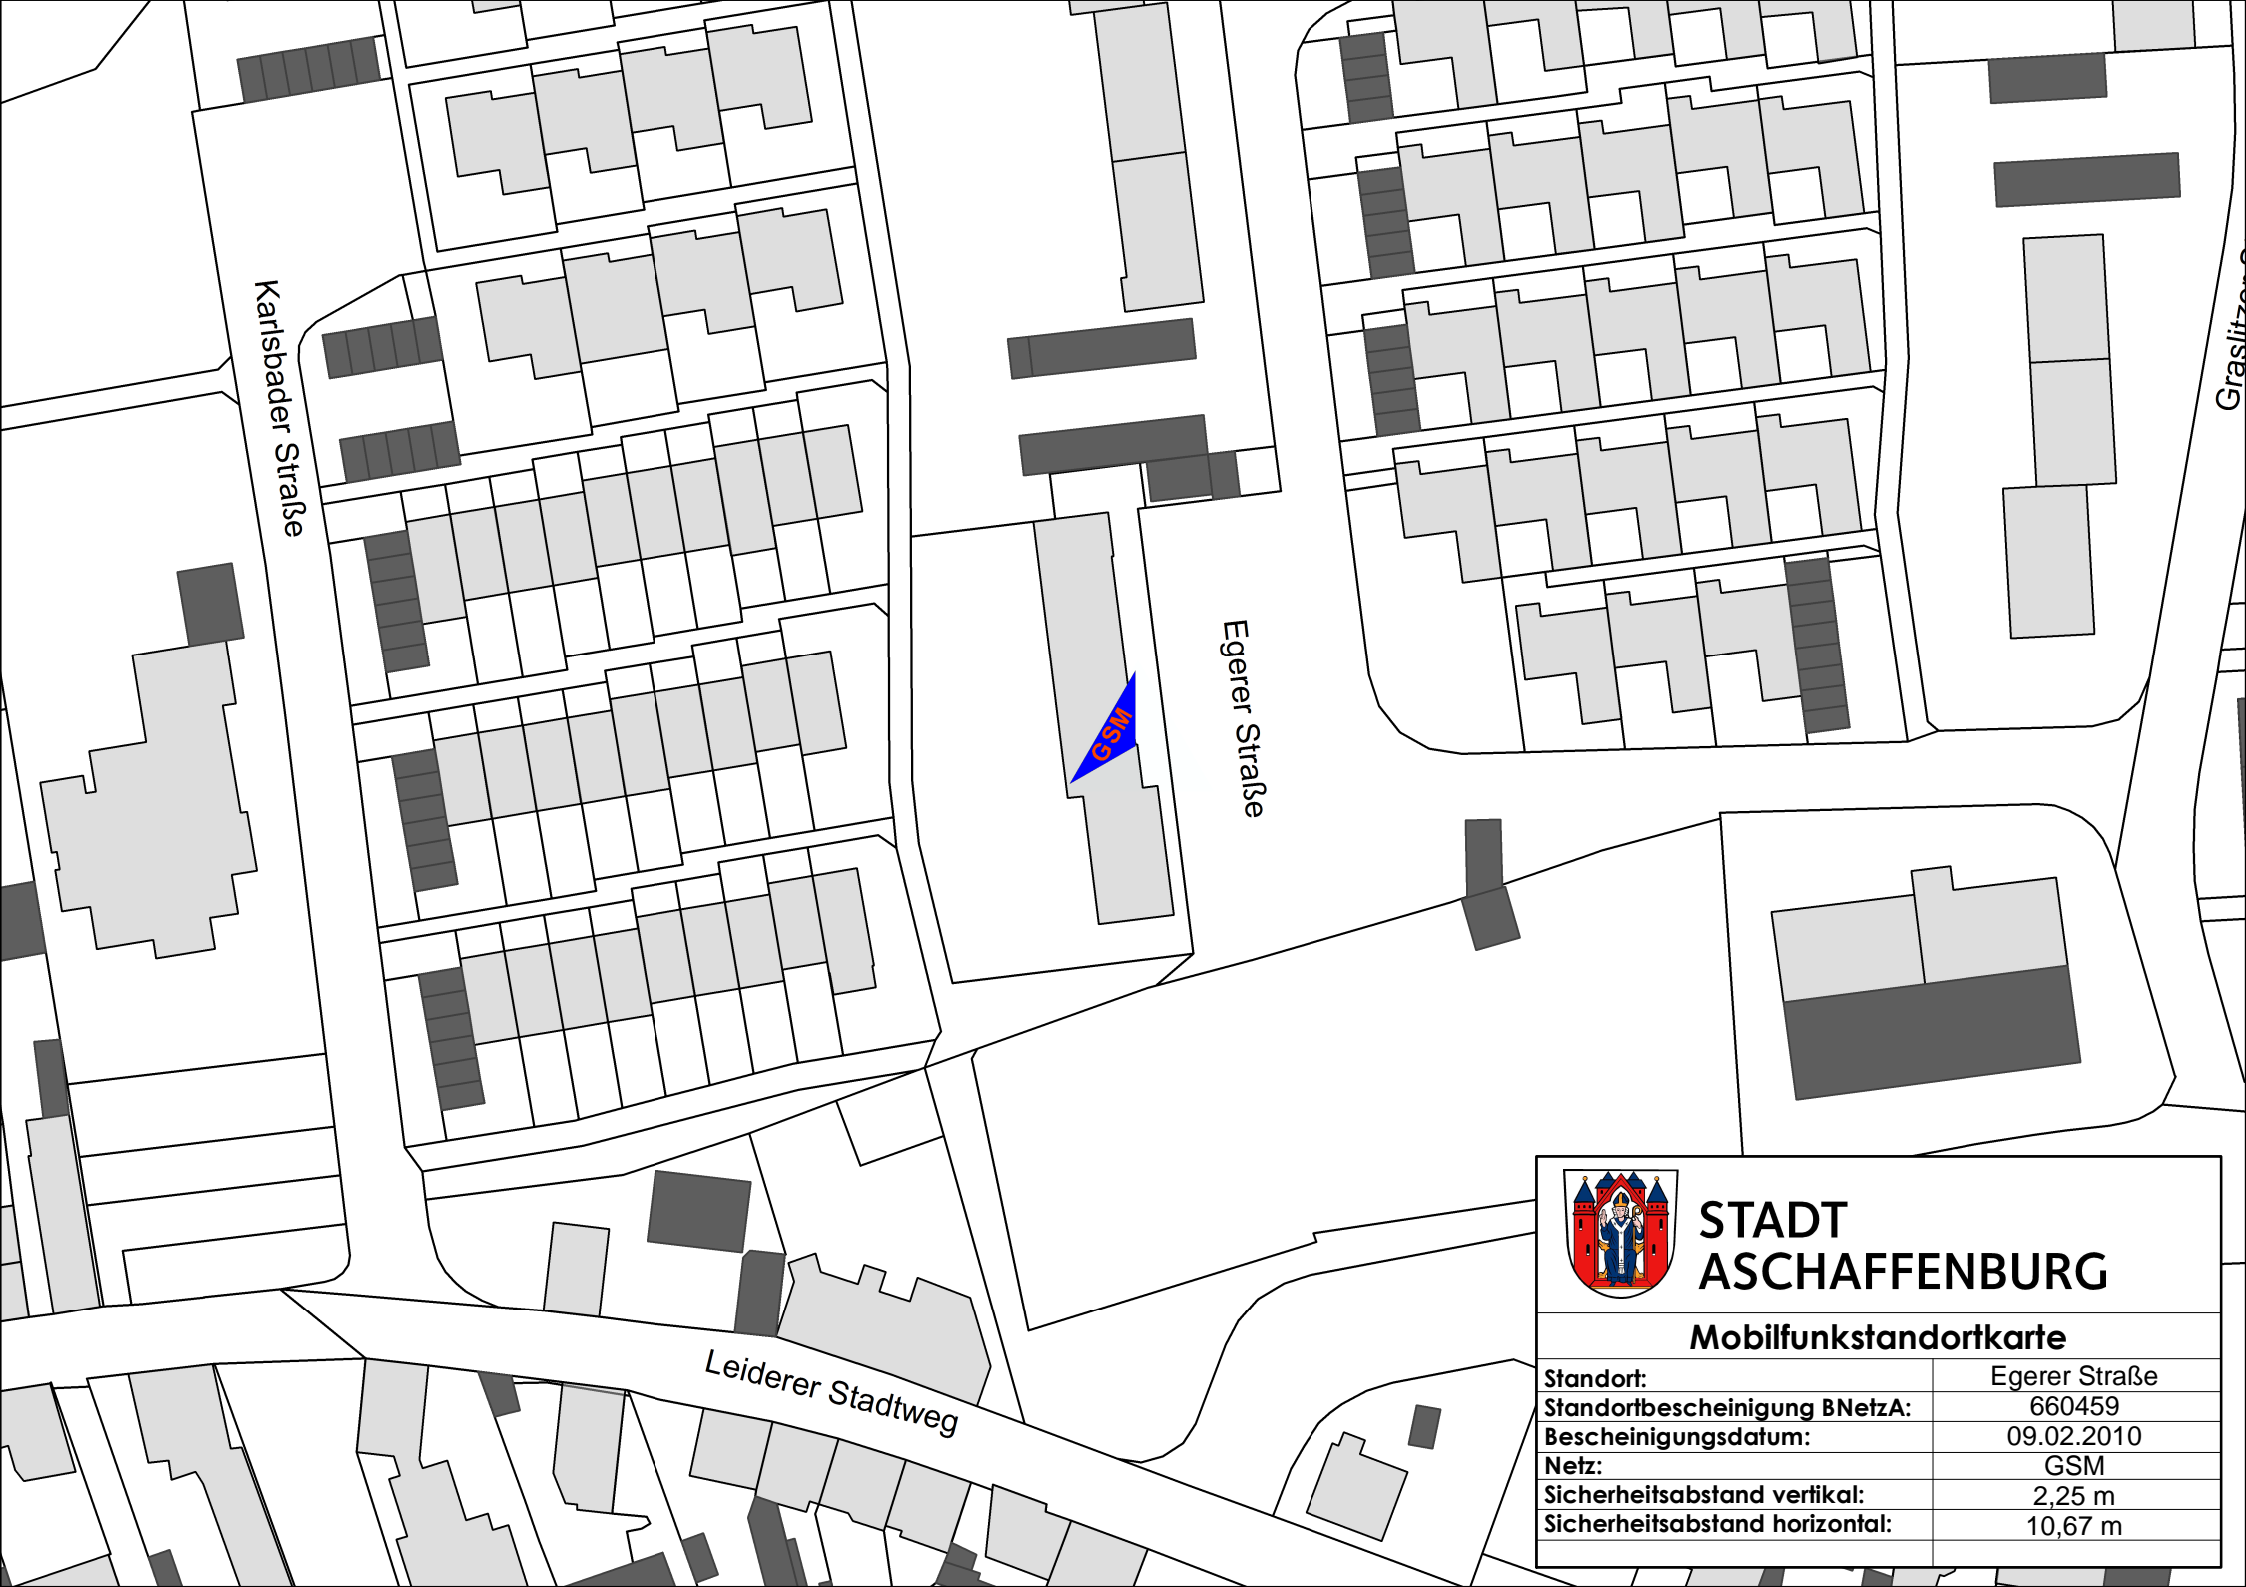 Karlsbader Straße
Egerer Straße
GSM
Leiderer Stadtweg
STADT
ASCHAFFENBURG
Mobilfunkstandortkarte
Standort: Egerer Straße
Standortbescheinigung BNetzA: 660459
Bescheinigungsdatum: 09.02.2010
Netz: GSM
Sicherheitsabstand vertikal: 2,25 m
Sicherheitsabstand horizontal: 10,67 m